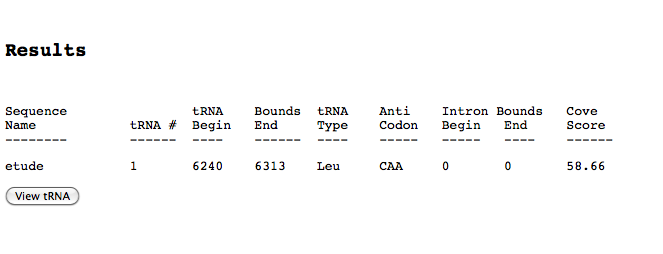 Results
Sequence tRNA Bounds tRNA Anti Intron Bounds Cove
Name tRNA # Begin End Type Codon Begin End Score
-------- ------ ---- ------ ---- ----- ----- ---- ------
etude 1 6240 6313 Leu CAA 0 0 58.66
View tRNA